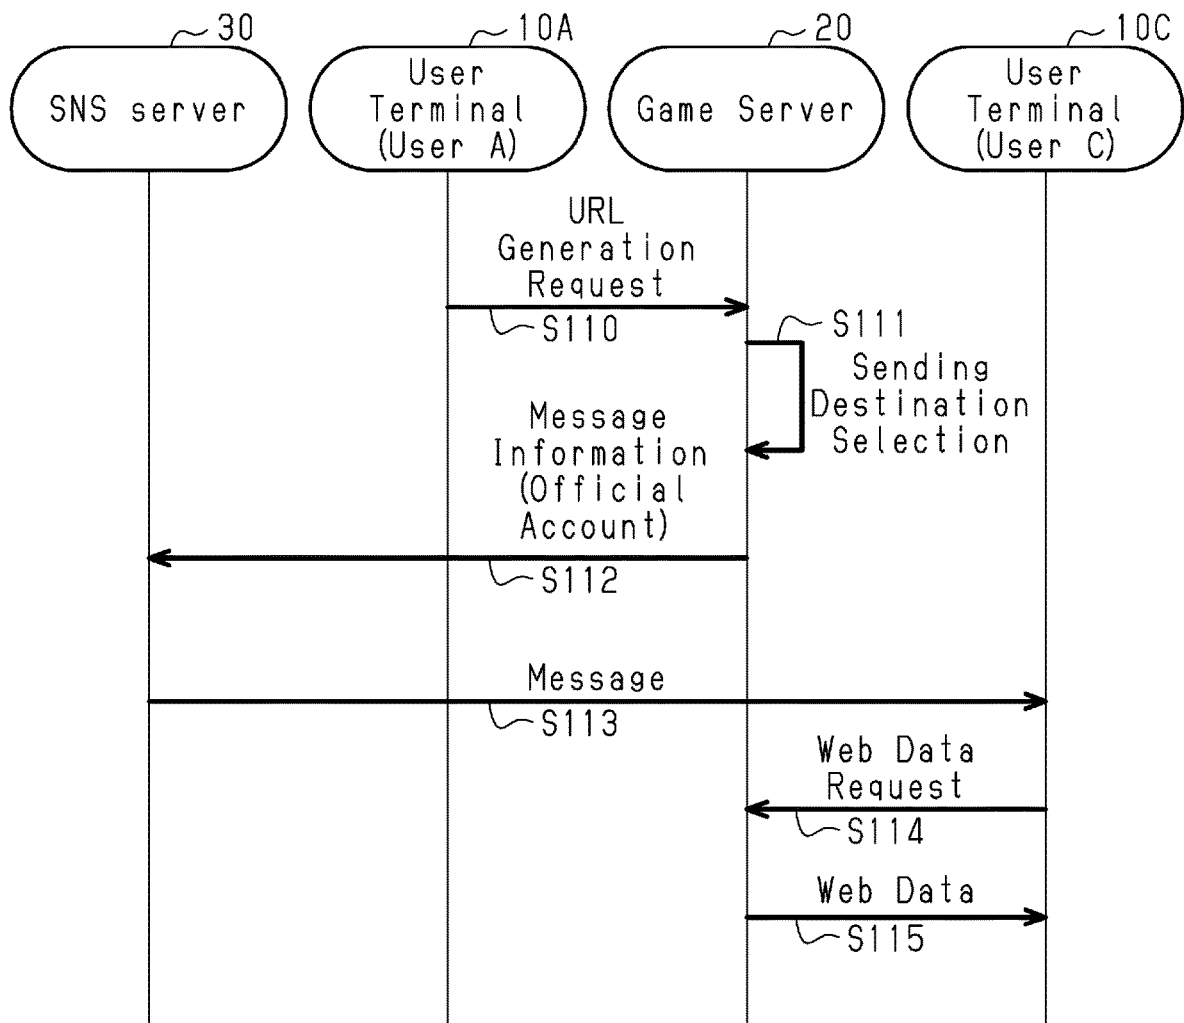 30
10A
20
10C
SNS server
User
Terminal
(User A)
Game Server
User
Terminal
(User C)
URL
Generation
Request
S110
S111
Sending
Destination
Selection
Message
Information
(Official
Account)
S112
Message
S113
Web Data
Request
S114
Web Data
S115